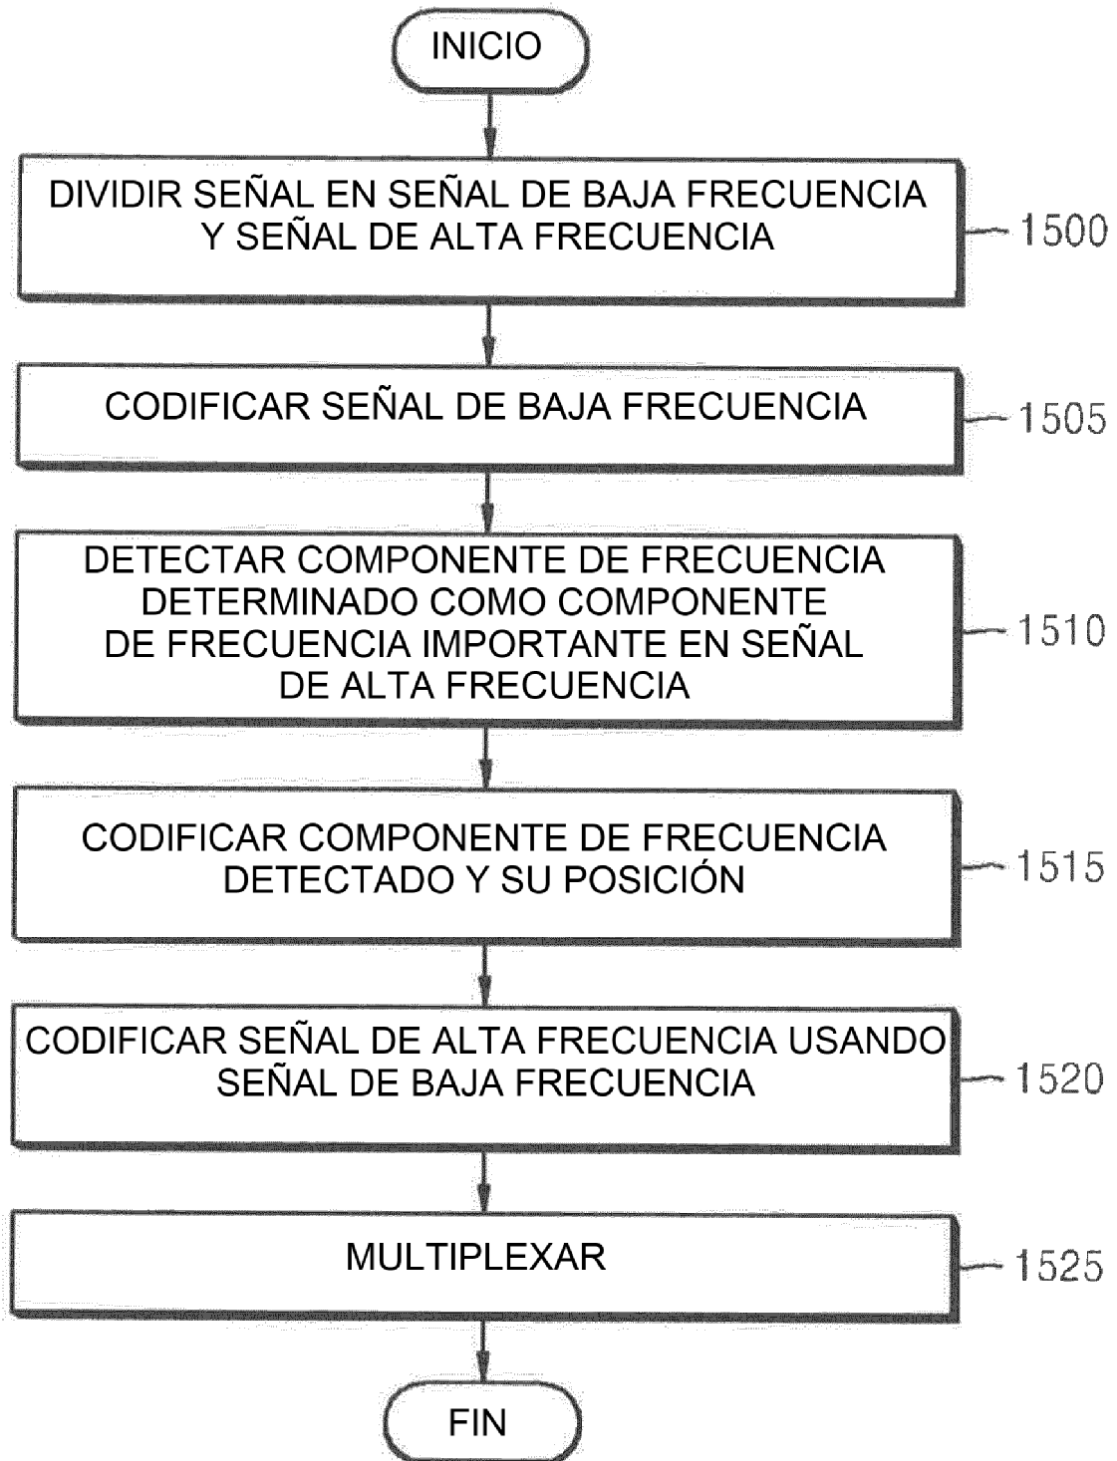 INICIO
DIVIDIR SEÑAL EN SEÑAL DE BAJA FRECUENCIA
Y SEÑAL DE ALTA FRECUENCIA
1500
CODIFICAR SEÑAL DE BAJA FRECUENCIA
1505
DETECTAR COMPONENTE DE FRECUENCIA
DETERMINADO COMO COMPONENTE
DE FRECUENCIA IMPORTANTE EN SEÑAL
DE ALTA FRECUENCIA
1510
CODIFICAR COMPONENTE DE FRECUENCIA
DETECTADO Y SU POSICIÓN
1515
CODIFICAR SEÑAL DE ALTA FRECUENCIA USANDO
SEÑAL DE BAJA FRECUENCIA
1520
MULTIPLEXAR
1525
FIN